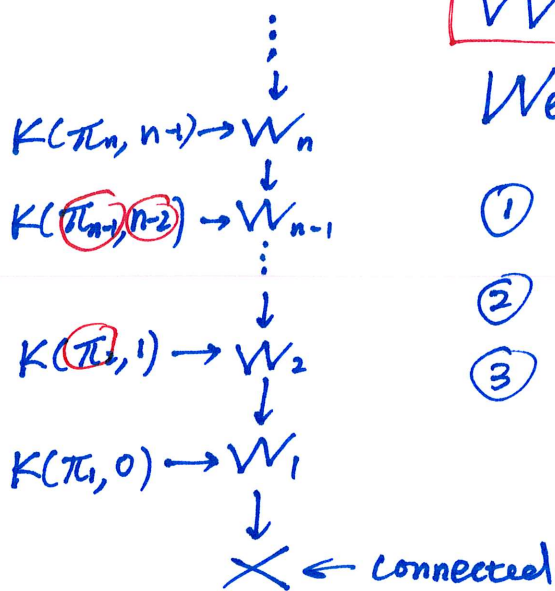 K(π_n, n-1) → W_n
We
K(π_{n-1}, n-2) → W_{n-1}
①
②
K(π_2, 1) → W_2
③
K(π_1, 0) → W_1
X ← connected